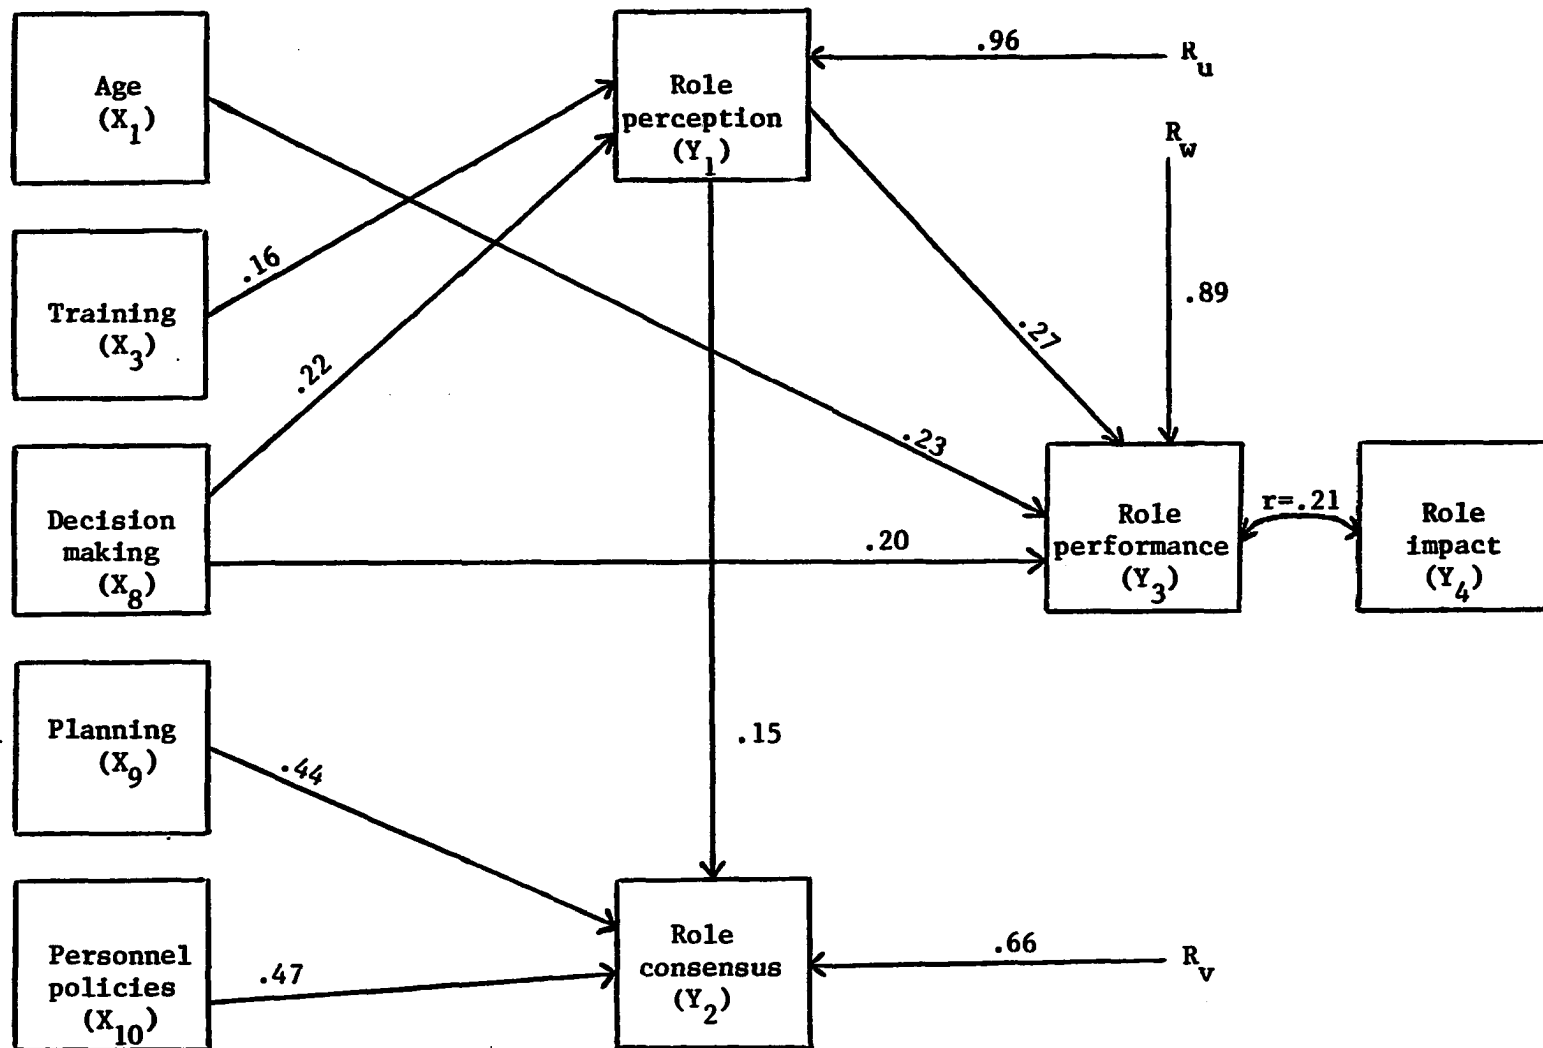 Age
(X1)
Training
(X3)
Decision
making
(X8)
Planning
(X9)
Personnel
policies
(X10)
Role
perception
(Y1)
Role
consensus
(Y2)
Role
performance
(Y3)
Role
impact
(Y4)
.96
Ru
Rw
.89
.16
.22
.27
.23
.20
r=.21
.15
.44
.47
.66
Rv